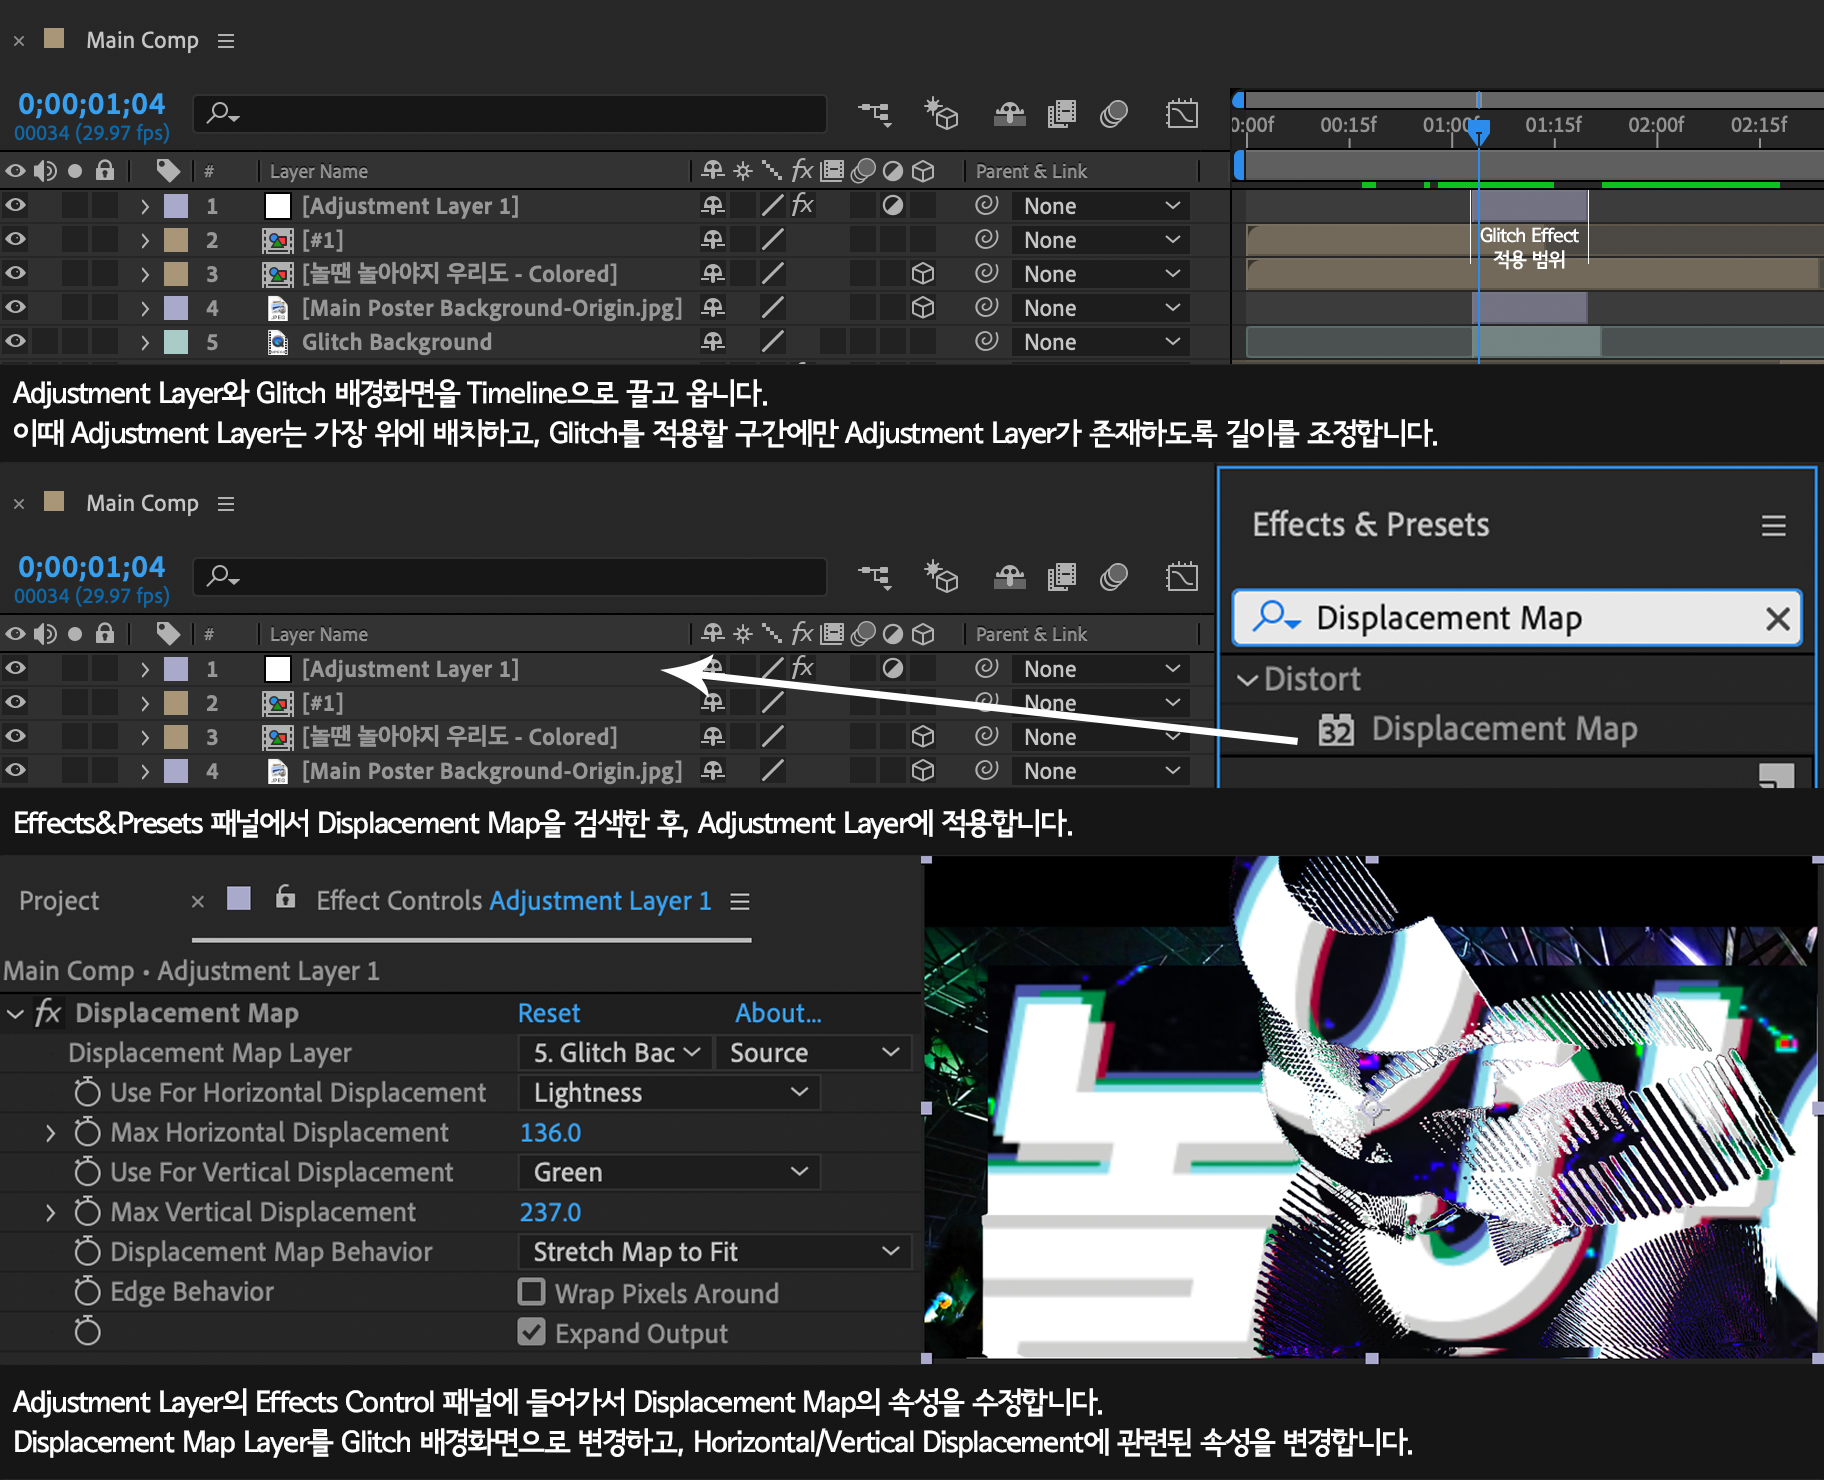 Main Comp
0;00;01;04
00034 (29.97 fps)
0:00f 00:15f 01:00f 01:15f 02:00f 02:15f
# Layer Name fx Parent & Link
1 [Adjustment Layer 1] fx None
2 [#1] None
3 [놀땐 놀아야지 우리도 - Colored] None
4 [Main Poster Background-Origin.jpg] None
5 Glitch Background None
Glitch Effect
적용 범위
Adjustment Layer와 Glitch 배경화면을 Timeline으로 끌고 옵니다.
이때 Adjustment Layer는 가장 위에 배치하고, Glitch를 적용할 구간에만 Adjustment Layer가 존재하도록 길이를 조정합니다.
Main Comp
0;00;01;04
00034 (29.97 fps)
# Layer Name fx Parent & Link
1 [Adjustment Layer 1] fx None
2 [#1] None
3 [놀땐 놀아야지 우리도 - Colored] None
4 [Main Poster Background-Origin.jpg] None
Effects & Presets
Displacement Map
Distort
32 Displacement Map
Effects&Presets 패널에서 Displacement Map을 검색한 후, Adjustment Layer에 적용합니다.
Project Effect Controls Adjustment Layer 1
Main Comp • Adjustment Layer 1
fx Displacement Map Reset About...
Displacement Map Layer 5. Glitch Bac Source
Use For Horizontal Displacement Lightness
Max Horizontal Displacement 136.0
Use For Vertical Displacement Green
Max Vertical Displacement 237.0
Displacement Map Behavior Stretch Map to Fit
Edge Behavior Wrap Pixels Around
Expand Output
Adjustment Layer의 Effects Control 패널에 들어가서 Displacement Map의 속성을 수정합니다.
Displacement Map Layer를 Glitch 배경화면으로 변경하고, Horizontal/Vertical Displacement에 관련된 속성을 변경합니다.